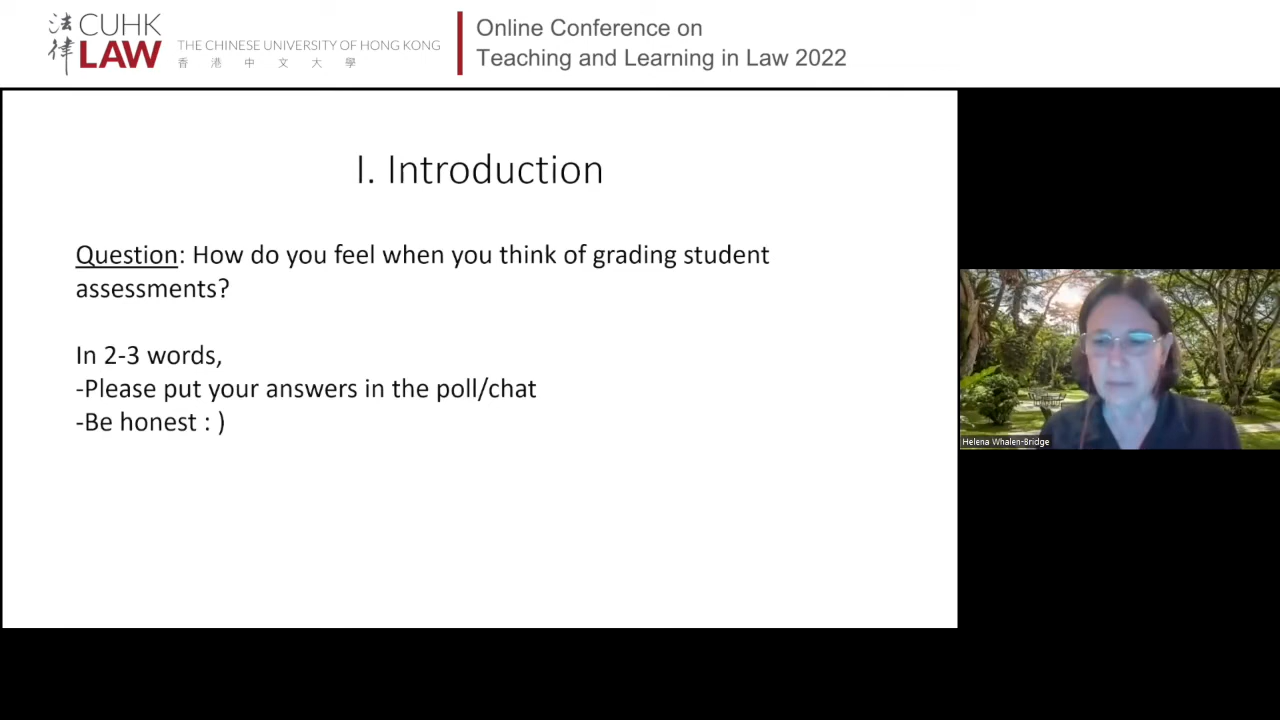 法律
CUHK
LAW
THE CHINESE UNIVERSITY OF HONG KONG
香港中文大學
Online Conference on
Teaching and Learning in Law 2022
I. Introduction
Question: How do you feel when you think of grading student
assessments?
In 2-3 words,
-Please put your answers in the poll/chat
-Be honest : )
Helena Whalen-Bridge